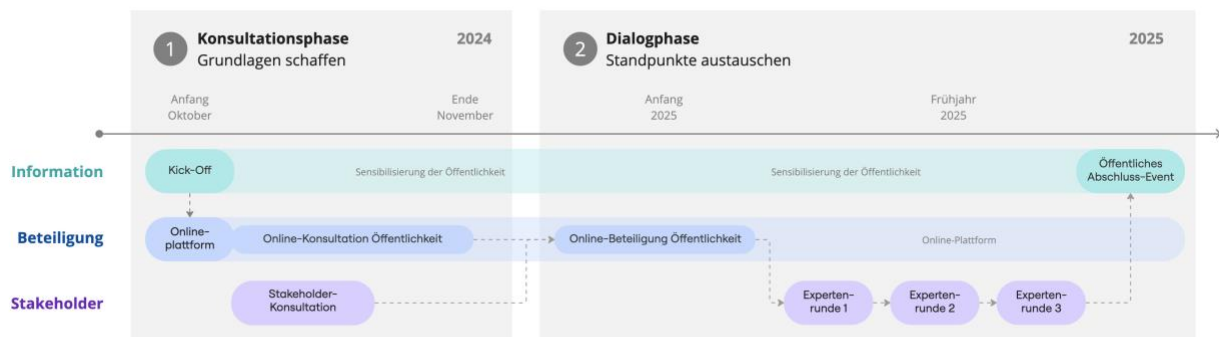 1
Konsultationsphase
2024
Grundlagen schaffen
2
Dialogphase
2025
Standpunkte austauschen
Anfang
Oktober
Ende
November
Anfang
2025
Frühjahr
2025
Information
Kick-Off
Sensibilisierung der Öffentlichkeit
Sensibilisierung der Öffentlichkeit
Öffentliches
Abschluss-Event
Beteiligung
Online-
plattform
Online-Konsultation Öffentlichkeit
Online-Beteiligung Öffentlichkeit
Online-Plattform
Stakeholder
Stakeholder-
Konsultation
Experten-
runde 1
Experten-
runde 2
Experten-
runde 3